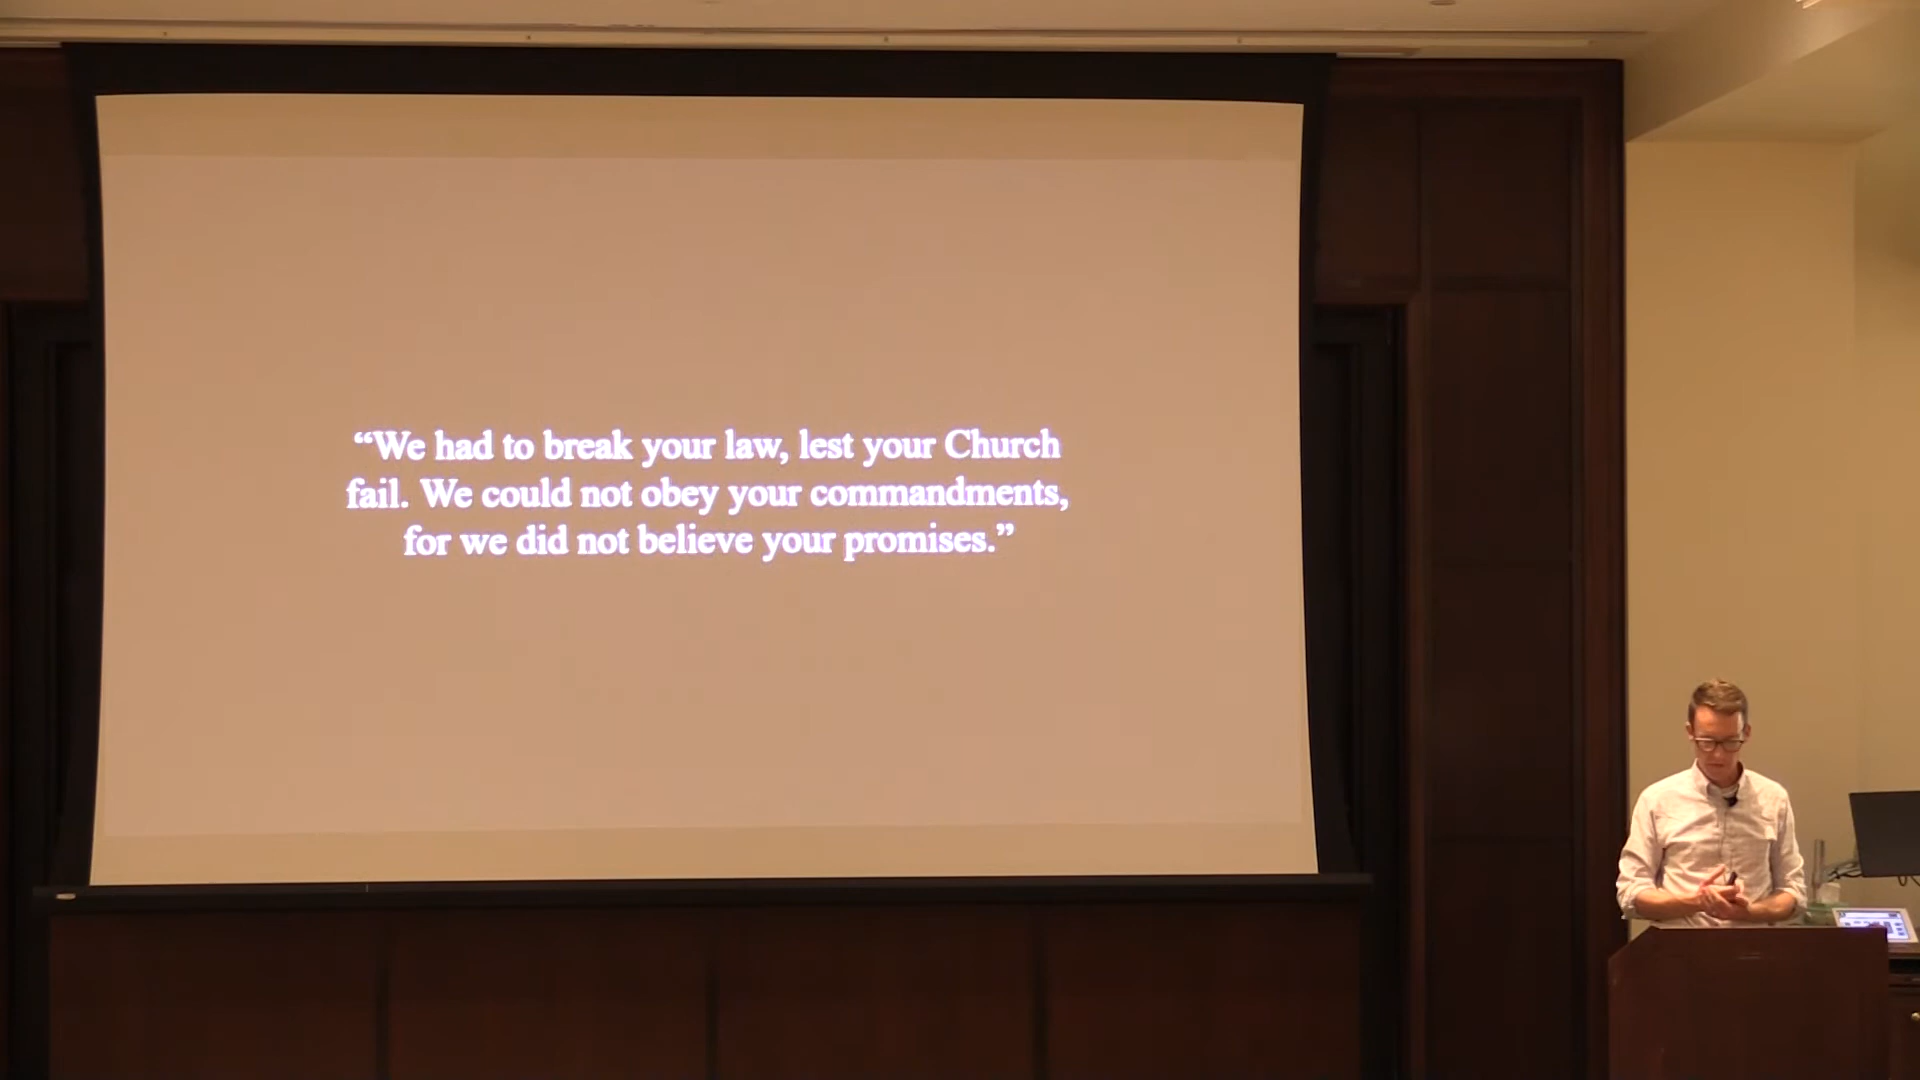 “We had to break your law, lest your Church
fail. We could not obey your commandments,
for we did not believe your promises.”